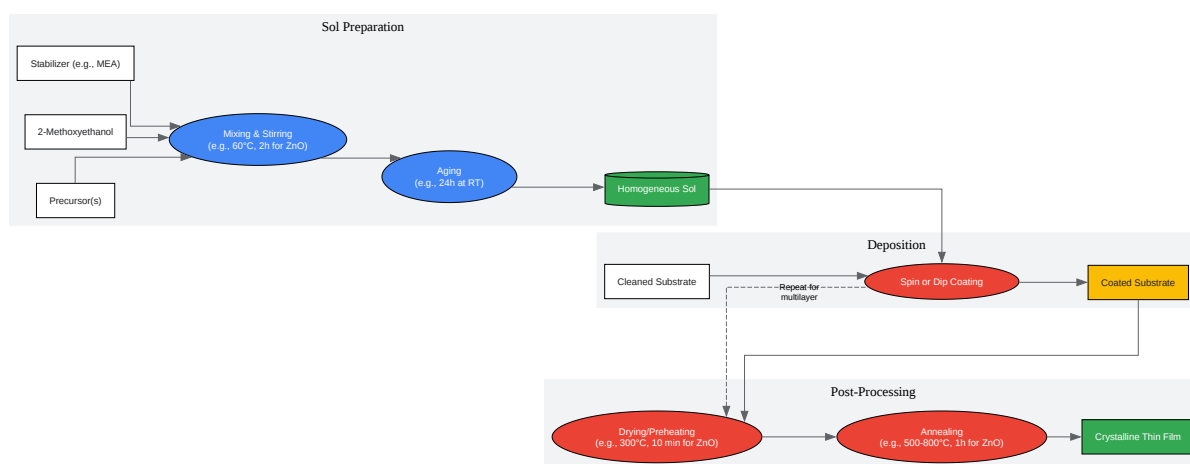 Sol Preparation
Stabilizer (e.g., MEA)
2-Methoxyethanol
Precursor(s)
Mixing & Stirring
(e.g., 60°C, 2h for ZnO)
Aging
(e.g., 24h at RT)
Homogeneous Sol
Deposition
Cleaned Substrate
Repeat for
multilayer
Spin or Dip Coating
Coated Substrate
Post-Processing
Drying/Preheating
(e.g., 300°C, 10 min for ZnO)
Annealing
(e.g., 500-800°C, 1h for ZnO)
Crystalline Thin Film